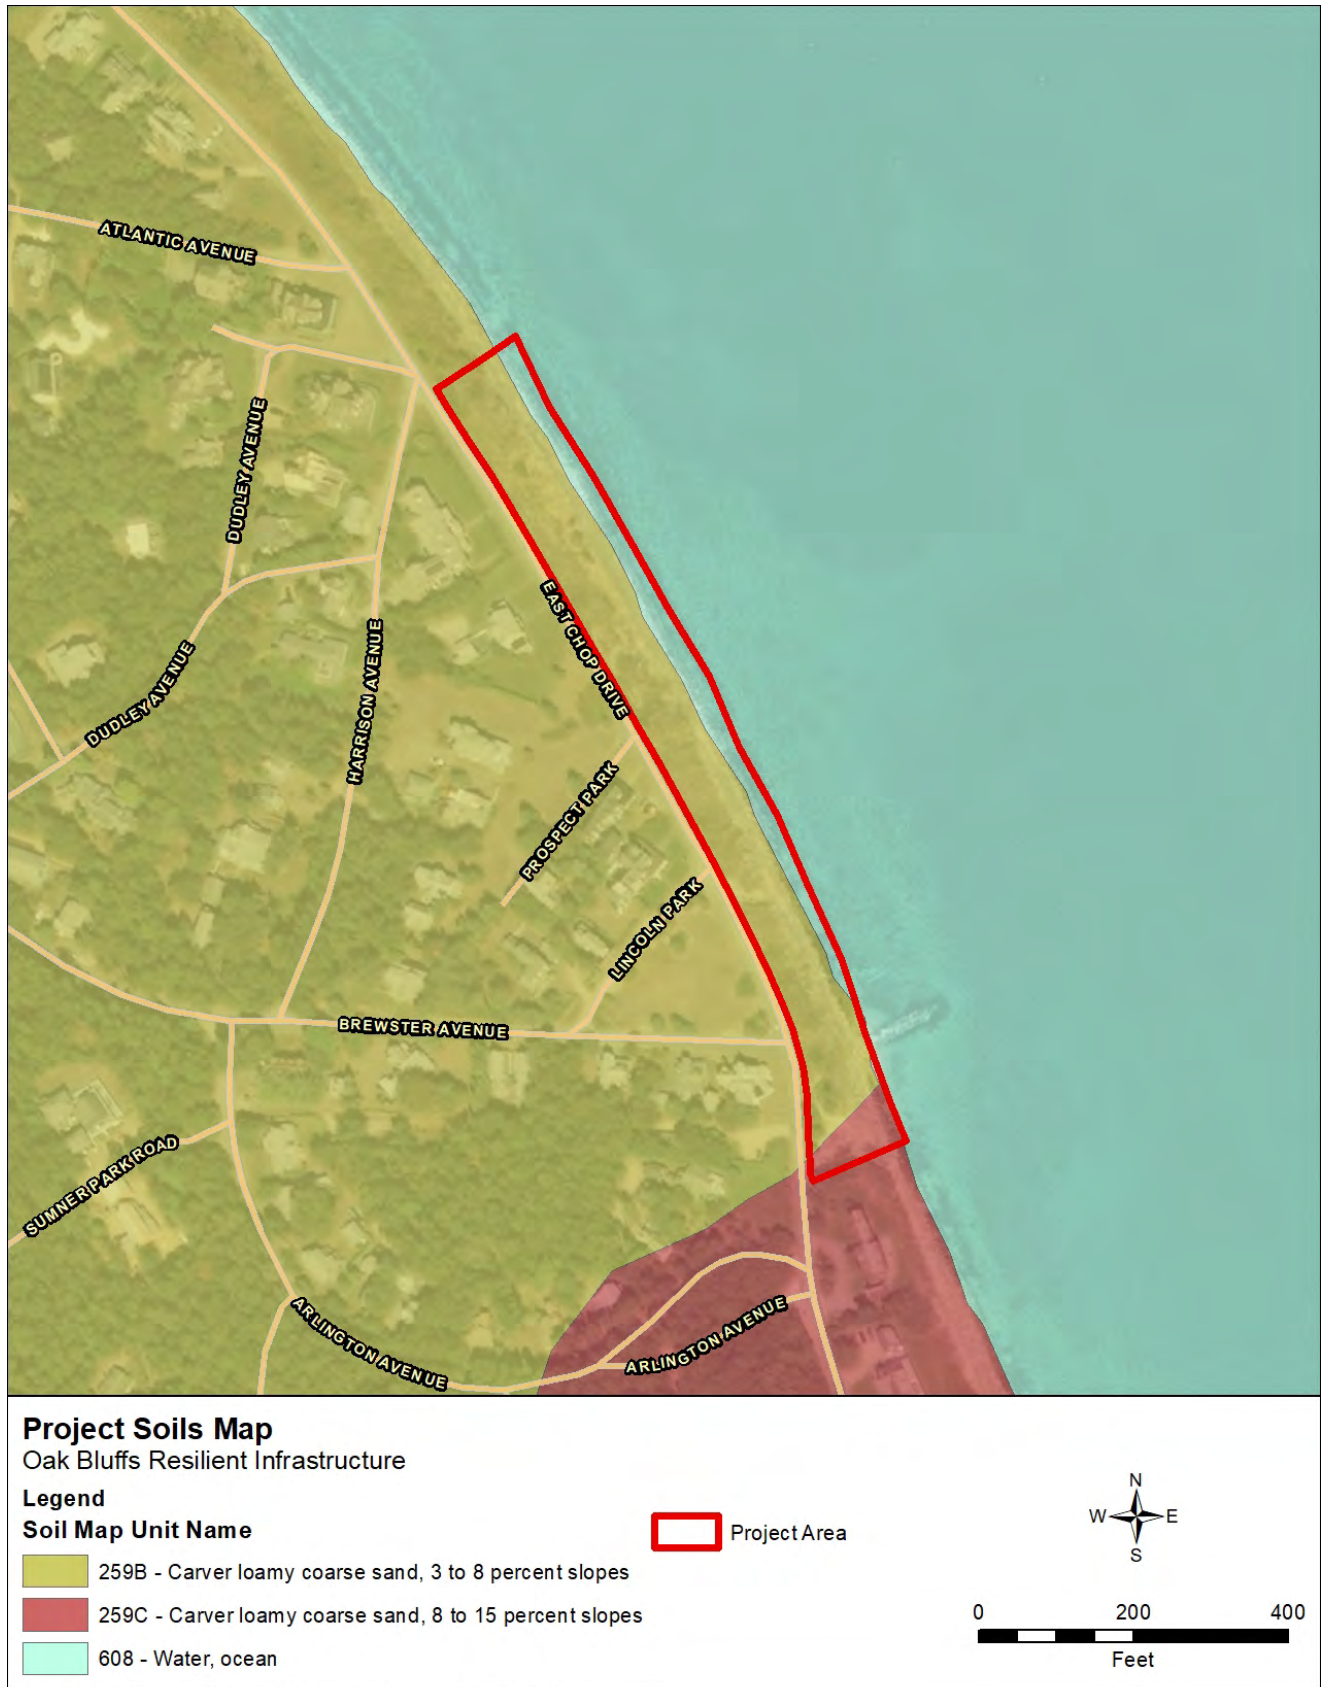 ATLANTIC AVENUE
DUDLEY AVENUE
EAST CHOP DRIVE
HARRISON AVENUE
DUDLEY AVENUE
PROSPECT PARK
LINCOLN PARK
BREWSTER AVENUE
SUMNER PARK ROAD
ARLINGTON AVENUE
ARLINGTON AVENUE
Project Soils Map
Oak Bluffs Resilient Infrastructure
Legend
Soil Map Unit Name
259B - Carver loamy coarse sand, 3 to 8 percent slopes
259C - Carver loamy coarse sand, 8 to 15 percent slopes
608 - Water, ocean
Project Area
N
W E
S
0 200 400
Feet